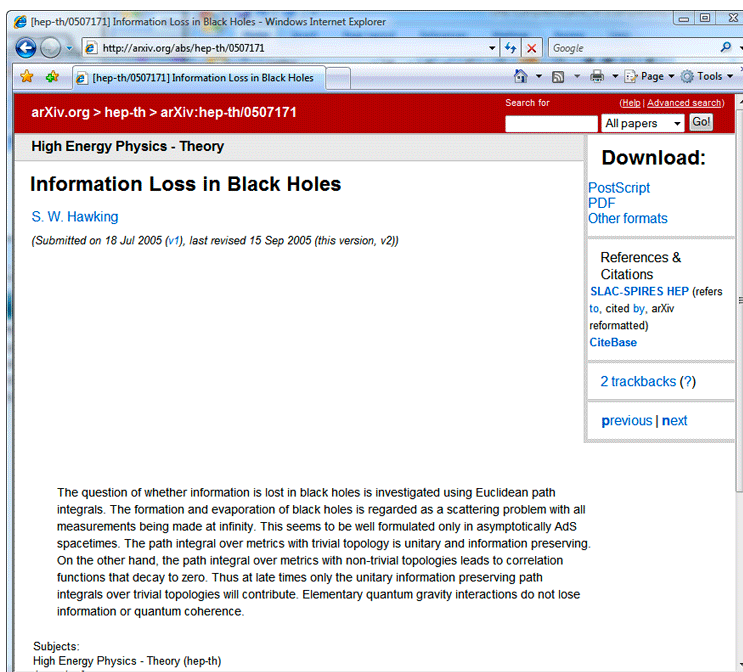 [hep-th/0507171] Information Loss in Black Holes - Windows Internet Explorer
http://arxiv.org/abs/hep-th/0507171
Google
[hep-th/0507171] Information Loss in Black Holes
Page
Tools
Search for
(Help | Advanced search)
arXiv.org > hep-th > arXiv:hep-th/0507171
All papers
Go!
High Energy Physics - Theory
Information Loss in Black Holes
S. W. Hawking
(Submitted on 18 Jul 2005 (v1), last revised 15 Sep 2005 (this version, v2))
Download:
PostScript
PDF
Other formats
References &
Citations
SLAC-SPIRES HEP (refers
to, cited by, arXiv
reformatted)
CiteBase
2 trackbacks (?)
previous | next
The question of whether information is lost in black holes is investigated using Euclidean path
integrals. The formation and evaporation of black holes is regarded as a scattering problem with all
measurements being made at infinity. This seems to be well formulated only in asymptotically AdS
spacetimes. The path integral over metrics with trivial topology is unitary and information preserving.
On the other hand, the path integral over metrics with non-trivial topologies leads to correlation
functions that decay to zero. Thus at late times only the unitary information preserving path
integrals over trivial topologies will contribute. Elementary quantum gravity interactions do not lose
information or quantum coherence.
Subjects:
High Energy Physics - Theory (hep-th)